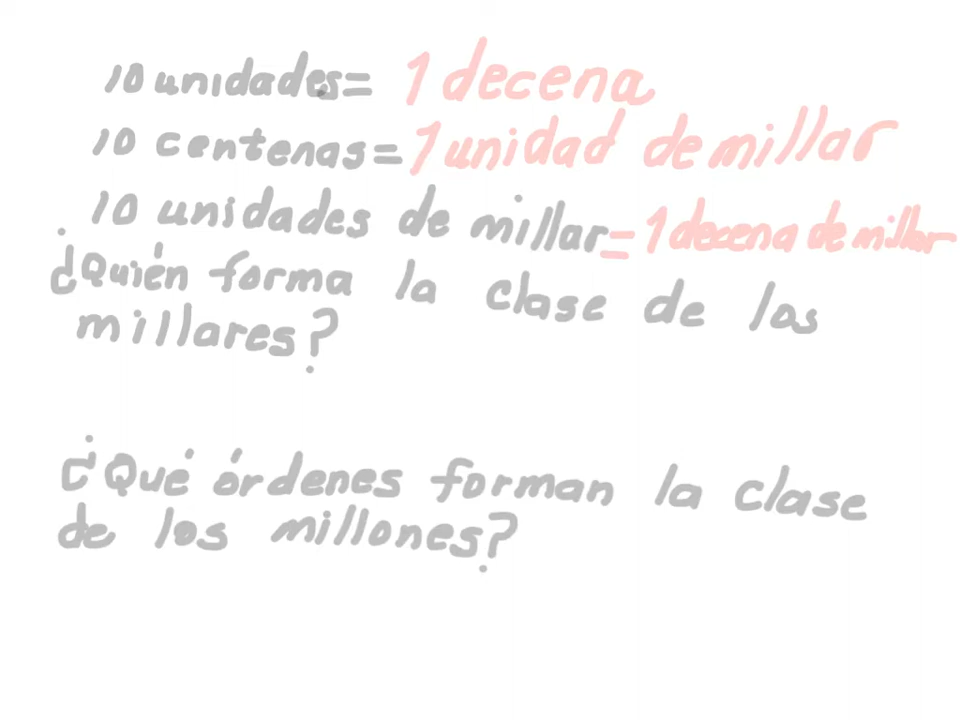 10 unidades= 1 decena
10 centenas= 1 unidad de millar
10 unidades de millar= 1 decena de millar
¿Quién forma la clase de los
millares?
¿Qué órdenes forman la clase
de los millones?